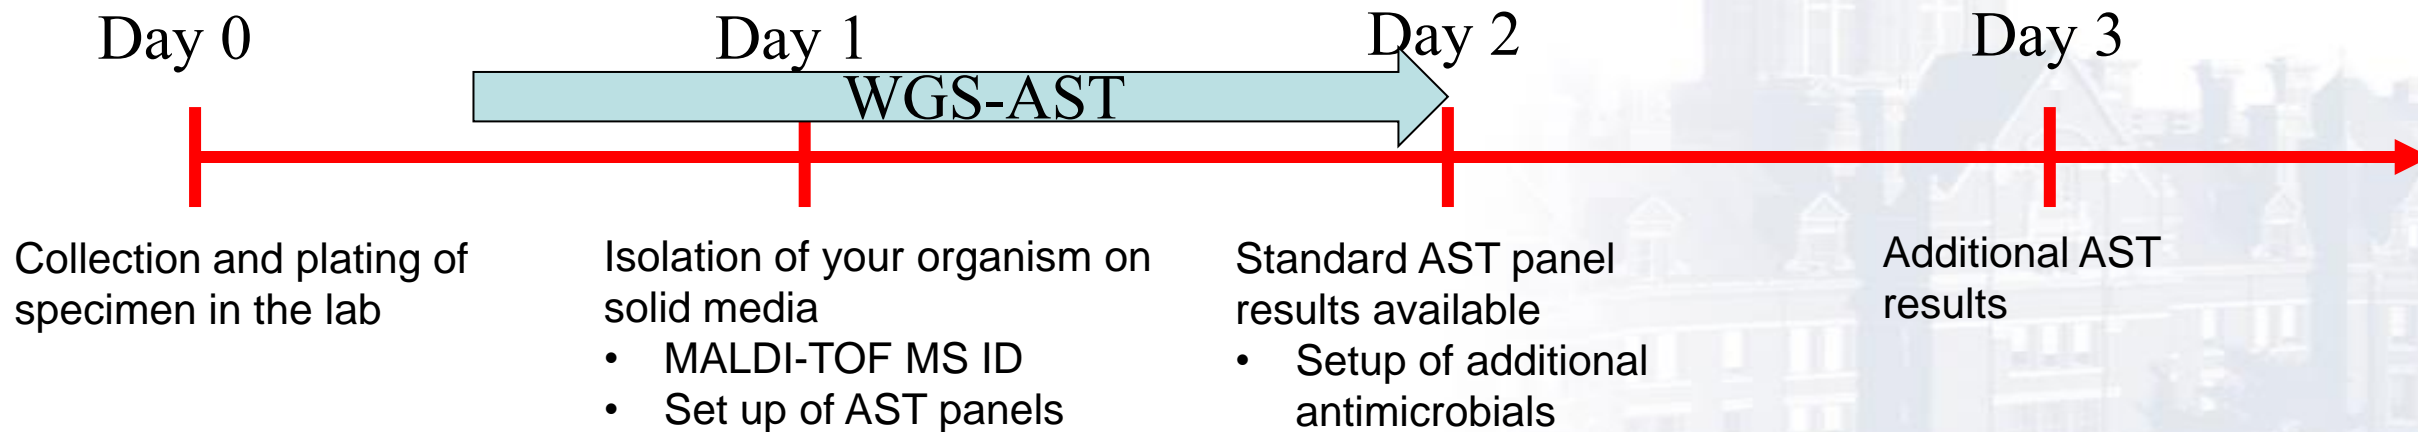 Day 0
Day 1
Day 2
Day 3
WGS-AST
Collection and plating of
specimen in the lab
Isolation of your organism on
solid media
• MALDI-TOF MS ID
• Set up of AST panels
Standard AST panel
results available
• Setup of additional
antimicrobials
Additional AST
results